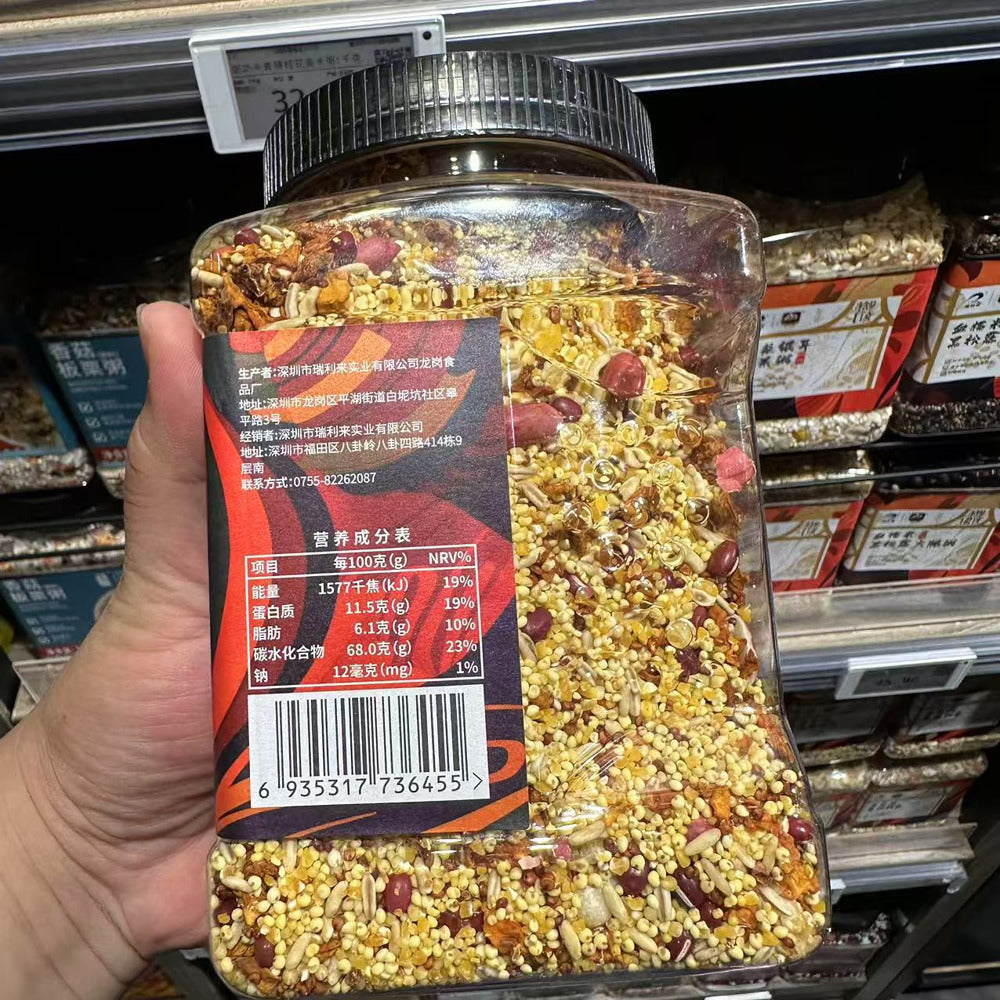 32
生产者:深圳市瑞利来实业有限公司龙岗食
品厂
地址:深圳市龙岗区平湖街道白坭坑社区皋
平路3号
经销者:深圳市瑞利来实业有限公司
地址:深圳市福田区八卦岭八卦四路414栋9
层南
联系方式:0755-82262087
营养成分表
项目 每100克(g) NRV%
能量 1577千焦(kJ) 19%
蛋白质 11.5克(g) 19%
脂肪 6.1克(g) 10%
碳水化合物 68.0克(g) 23%
钠 12毫克(mg) 1%
6 935317 736455 >
香菇
板栗粥